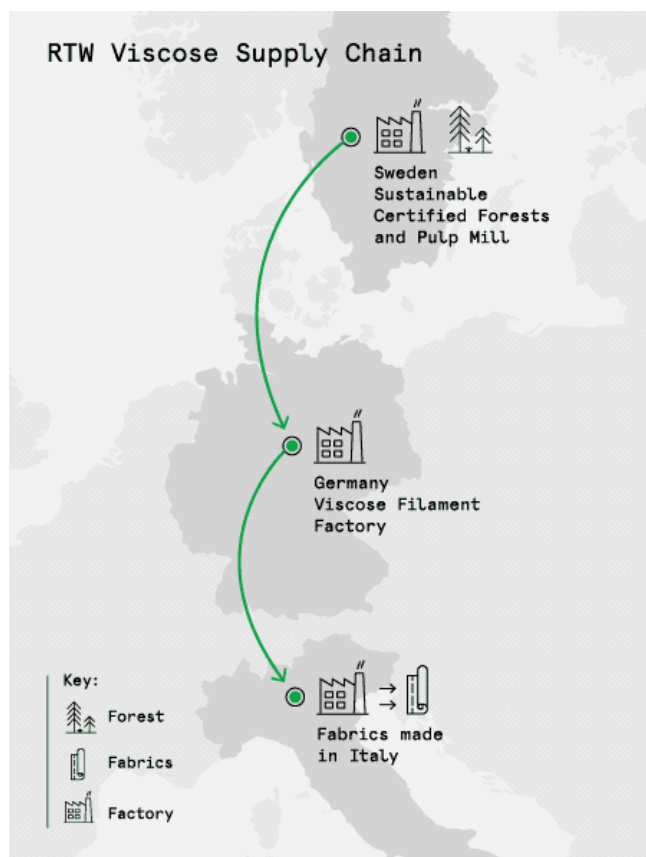 RTW Viscose Supply Chain
Sweden
Sustainable
Certified Forests
and Pulp Mill
Germany
Viscose Filament
Factory
Fabrics made
in Italy
Key:
Forest
Fabrics
Factory